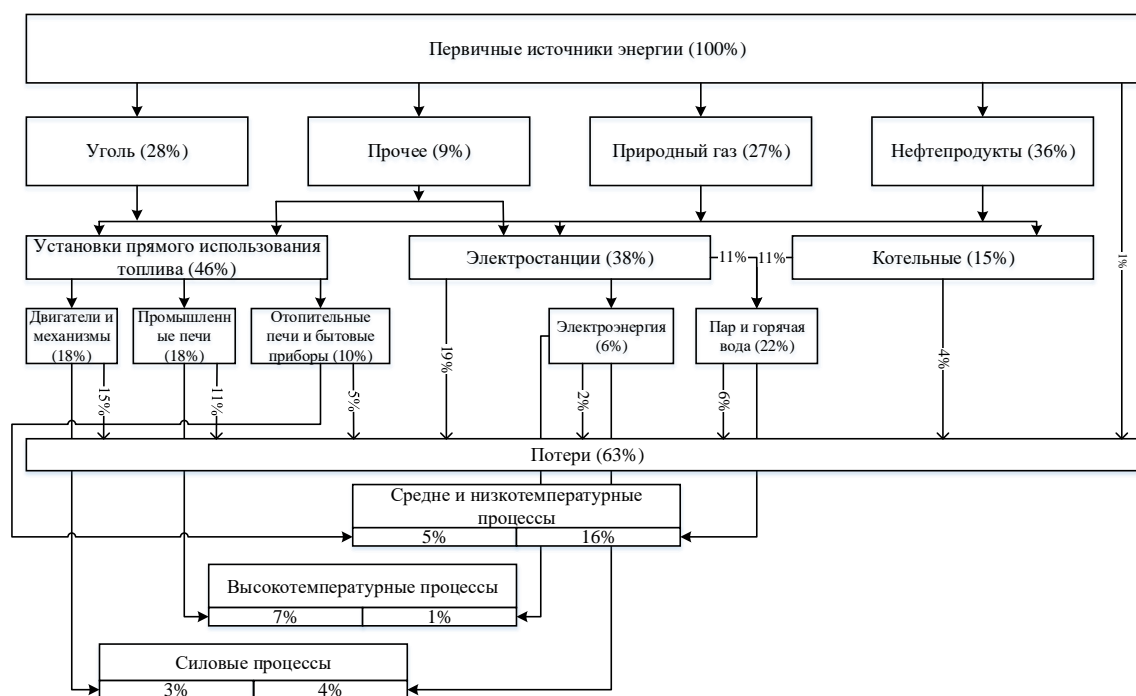 Первичные источники энергии (100%)
Уголь (28%)
Прочее (9%)
Природный газ (27%)
Нефтепродукты (36%)
1%
Установки прямого использования
топлива (46%)
Электростанции (38%)
11%
11%
Котельные (15%)
Двигатели и
механизмы
(18%)
Промышленн
ые печи
(18%)
Отопительные
печи и бытовые
приборы (10%)
Электроэнергия
(6%)
Пар и горячая
вода (22%)
15%
11%
5%
19%
2%
6%
4%
Потери (63%)
Средне и низкотемпературные
процессы
5%
16%
Высокотемпературные процессы
7%
1%
Силовые процессы
3%
4%